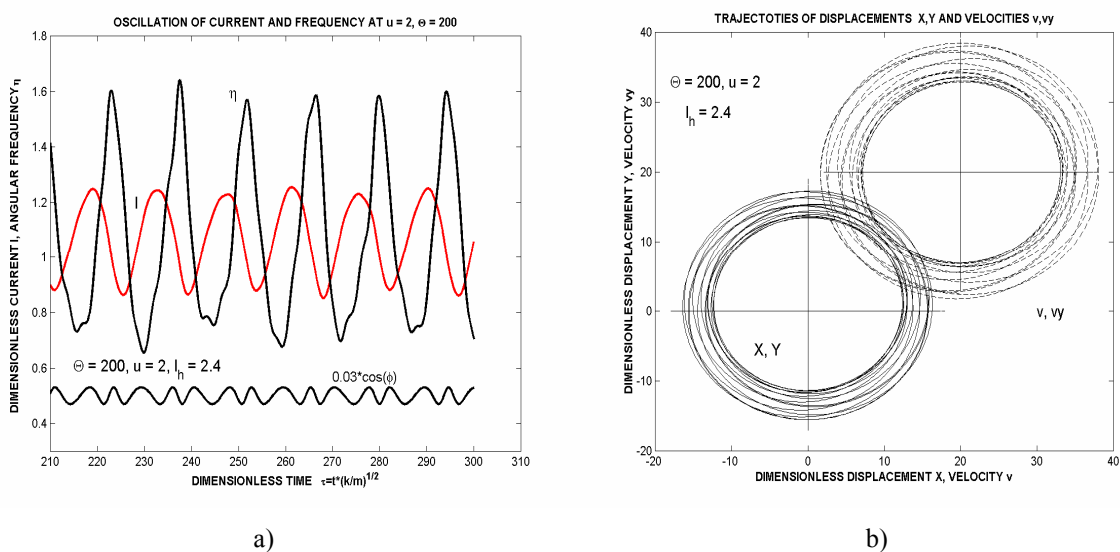 OSCILLATION OF CURRENT AND FREQUENCY AT u = 2, Θ = 200
DIMENSIONLESS CURRENT I, ANGULAR FREQUENCY η
1.8
1.6
1.4
1.2
1
0.8
0.6
0.4
η
I
Θ = 200, u = 2, I_h = 2.4
0.03*cos(ϕ)
210 220 230 240 250 260 270 280 290 300 310
DIMENSIONLESS TIME τ=t*(k/m)^1/2
a)
TRAJECTOTIES OF DISPLACEMENTS X,Y AND VELOCITIES v,vy
DIMENSIONLESS DISPLACEMENT Y, VELOCITY vy
40
30
20
10
0
-10
-20
Θ = 200, u = 2
I_h = 2.4
v, vy
X, Y
-20 -10 0 10 20 30 40
DIMENSIONLESS DISPLACEMENT X, VELOCITY v
b)